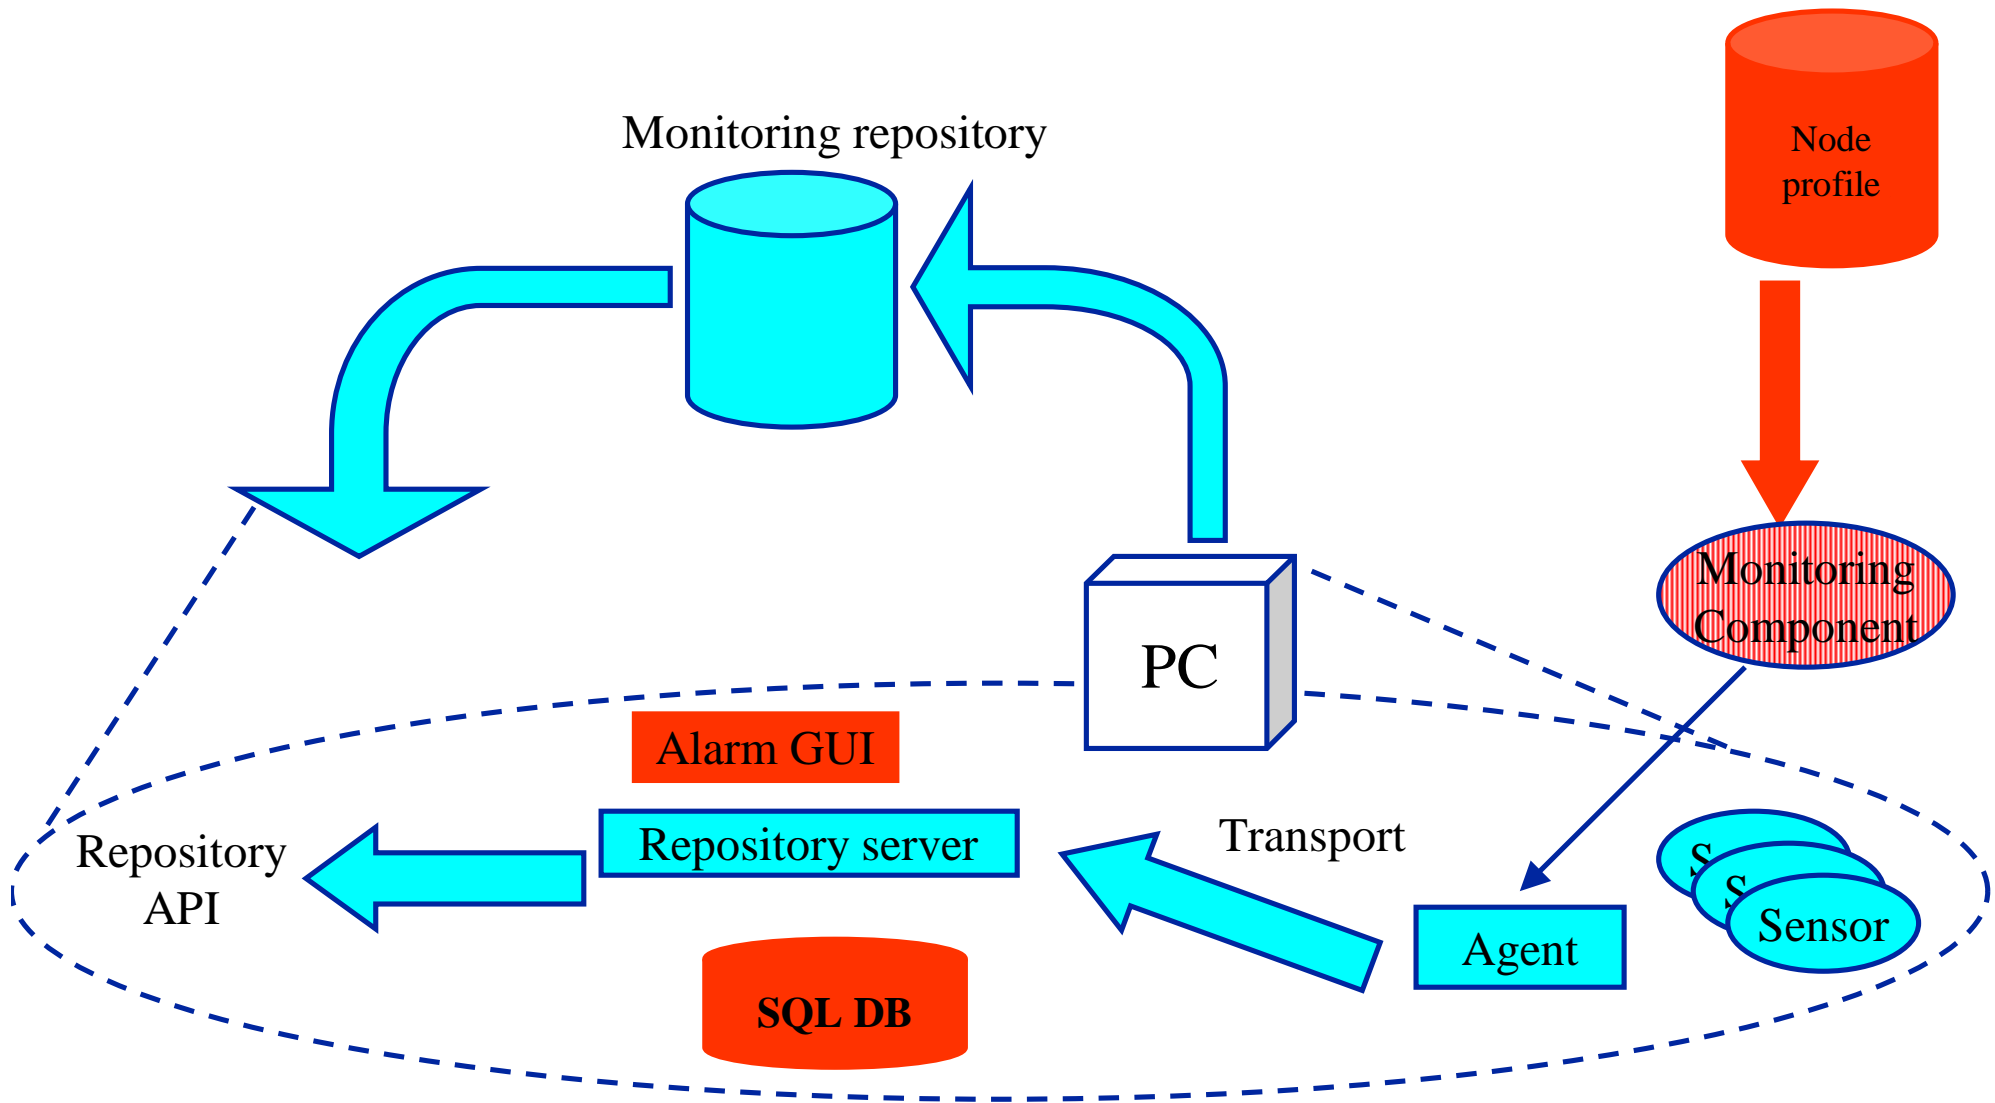 Node
profile
Monitoring repository
Monitoring
Component
PC
Alarm GUI
Repository server
Transport
Repository
API
S
S
Sensor
Agent
SQL DB